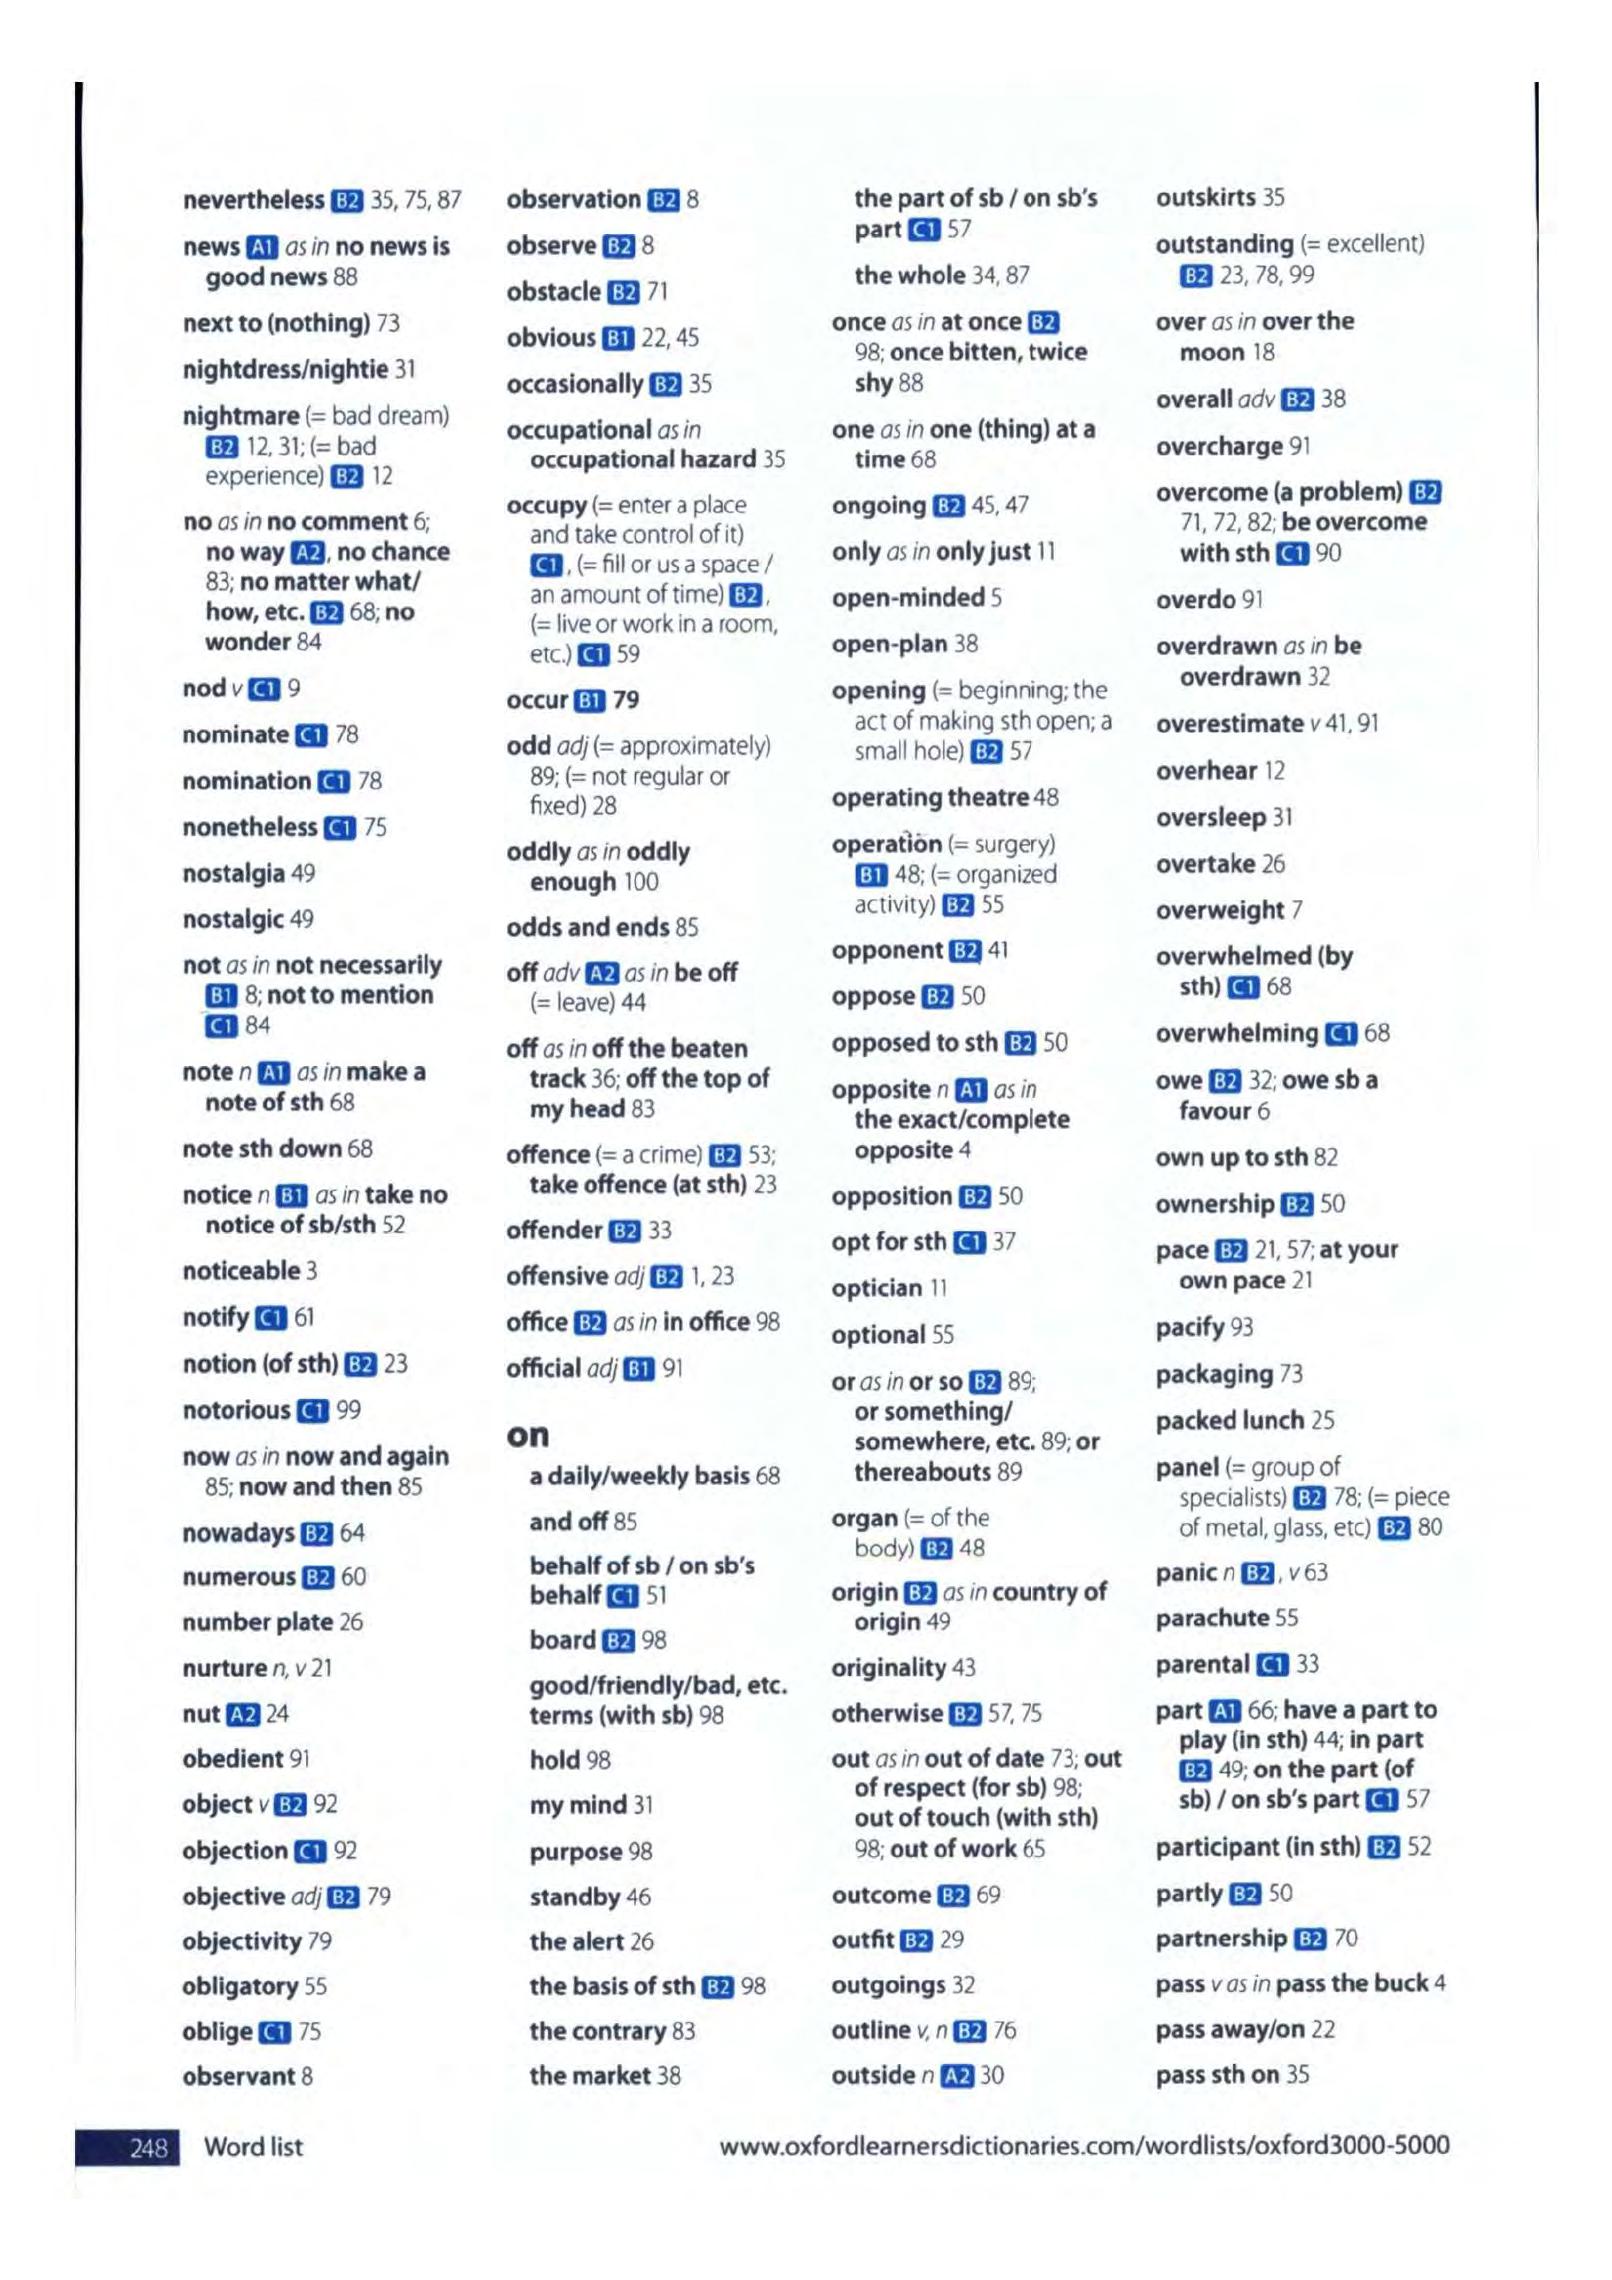 nevertheless B2 35, 75, 87
news A1 as in no news is
good news 88
next to (nothing) 73
nightdress/nightie 31
nightmare (= bad dream)
B2 12, 31; (= bad
experience) B2 12
no as in no comment 6;
no way A2, no chance
83; no matter what/
how, etc. B2 68; no
wonder 84
nod v C1 9
nominate C1 78
nomination C1 78
nonetheless C1 75
nostalgia 49
nostalgic 49
not as in not necessarily
B1 8; not to mention
C1 84
note n A1 as in make a
note of sth 68
note sth down 68
notice n B1 as in take no
notice of sb/sth 52
noticeable 3
notify C1 61
notion (of sth) B2 23
notorious C1 99
now as in now and again
85; now and then 85
nowadays B2 64
numerous B2 60
number plate 26
nurture n, v 21
nut A2 24
obedient 91
object v B2 92
objection C1 92
objective adj B2 79
objectivity 79
obligatory 55
oblige C1 75
observant 8
observation B2 8
observe B2 8
obstacle B2 71
obvious B1 22, 45
occasionally B2 35
occupational as in
occupational hazard 35
occupy (= enter a place
and take control of it)
C1, (= fill or us a space /
an amount of time) B2,
(= live or work in a room,
etc.) C1 59
occur B1 79
odd adj (= approximately)
89; (= not regular or
fixed) 28
oddly as in oddly
enough 100
odds and ends 85
off adv A2 as in be off
(= leave) 44
off as in off the beaten
track 36; off the top of
my head 83
offence (= a crime) B2 53;
take offence (at sth) 23
offender B2 33
offensive adj B2 1, 23
office B2 as in in office 98
official adj B1 91
on
a daily/weekly basis 68
and off 85
behalf of sb / on sb's
behalf C1 51
board B2 98
good/friendly/bad, etc.
terms (with sb) 98
hold 98
my mind 31
purpose 98
standby 46
the alert 26
the basis of sth B2 98
the contrary 83
the market 38
the part of sb / on sb's
part C1 57
the whole 34, 87
once as in at once B2
98; once bitten, twice
shy 88
one as in one (thing) at a
time 68
ongoing B2 45, 47
only as in only just 11
open-minded 5
open-plan 38
opening (= beginning; the
act of making sth open; a
small hole) B2 57
operating theatre 48
operation (= surgery)
B1 48; (= organized
activity) B2 55
opponent B2 41
oppose B2 50
opposed to sth B2 50
opposite n A1 as in
the exact/complete
opposite 4
opposition B2 50
opt for sth C1 37
optician 11
optional 55
or as in or so B2 89;
or something/
somewhere, etc. 89; or
thereabouts 89
organ (= of the
body) B2 48
origin B2 as in country of
origin 49
originality 43
otherwise B2 57, 75
out as in out of date 73; out
of respect (for sb) 98;
out of touch (with sth)
98; out of work 65
outcome B2 69
outfit B2 29
outgoings 32
outline v, n B2 76
outside n A2 30
outskirts 35
outstanding (= excellent)
B2 23, 78, 99
over as in over the
moon 18
overall adv B2 38
overcharge 91
overcome (a problem) B2
71, 72, 82; be overcome
with sth C1 90
overdo 91
overdrawn as in be
overdrawn 32
overestimate v 41, 91
overhear 12
oversleep 31
overtake 26
overweight 7
overwhelmed (by
sth) C1 68
overwhelming C1 68
owe B2 32; owe sb a
favour 6
own up to sth 82
ownership B2 50
pace B2 21, 57; at your
own pace 21
pacify 93
packaging 73
packed lunch 25
panel (= group of
specialists) B2 78; (= piece
of metal, glass, etc) B2 80
panic n B2, v 63
parachute 55
parental C1 33
part A1 66; have a part to
play (in sth) 44; in part
B2 49; on the part (of
sb) / on sb's part C1 57
participant (in sth) B2 52
partly B2 50
partnership B2 70
pass v as in pass the buck 4
pass away/on 22
pass sth on 35
248 Word list
www.oxfordlearnersdictionaries.com/wordlists/oxford3000-5000